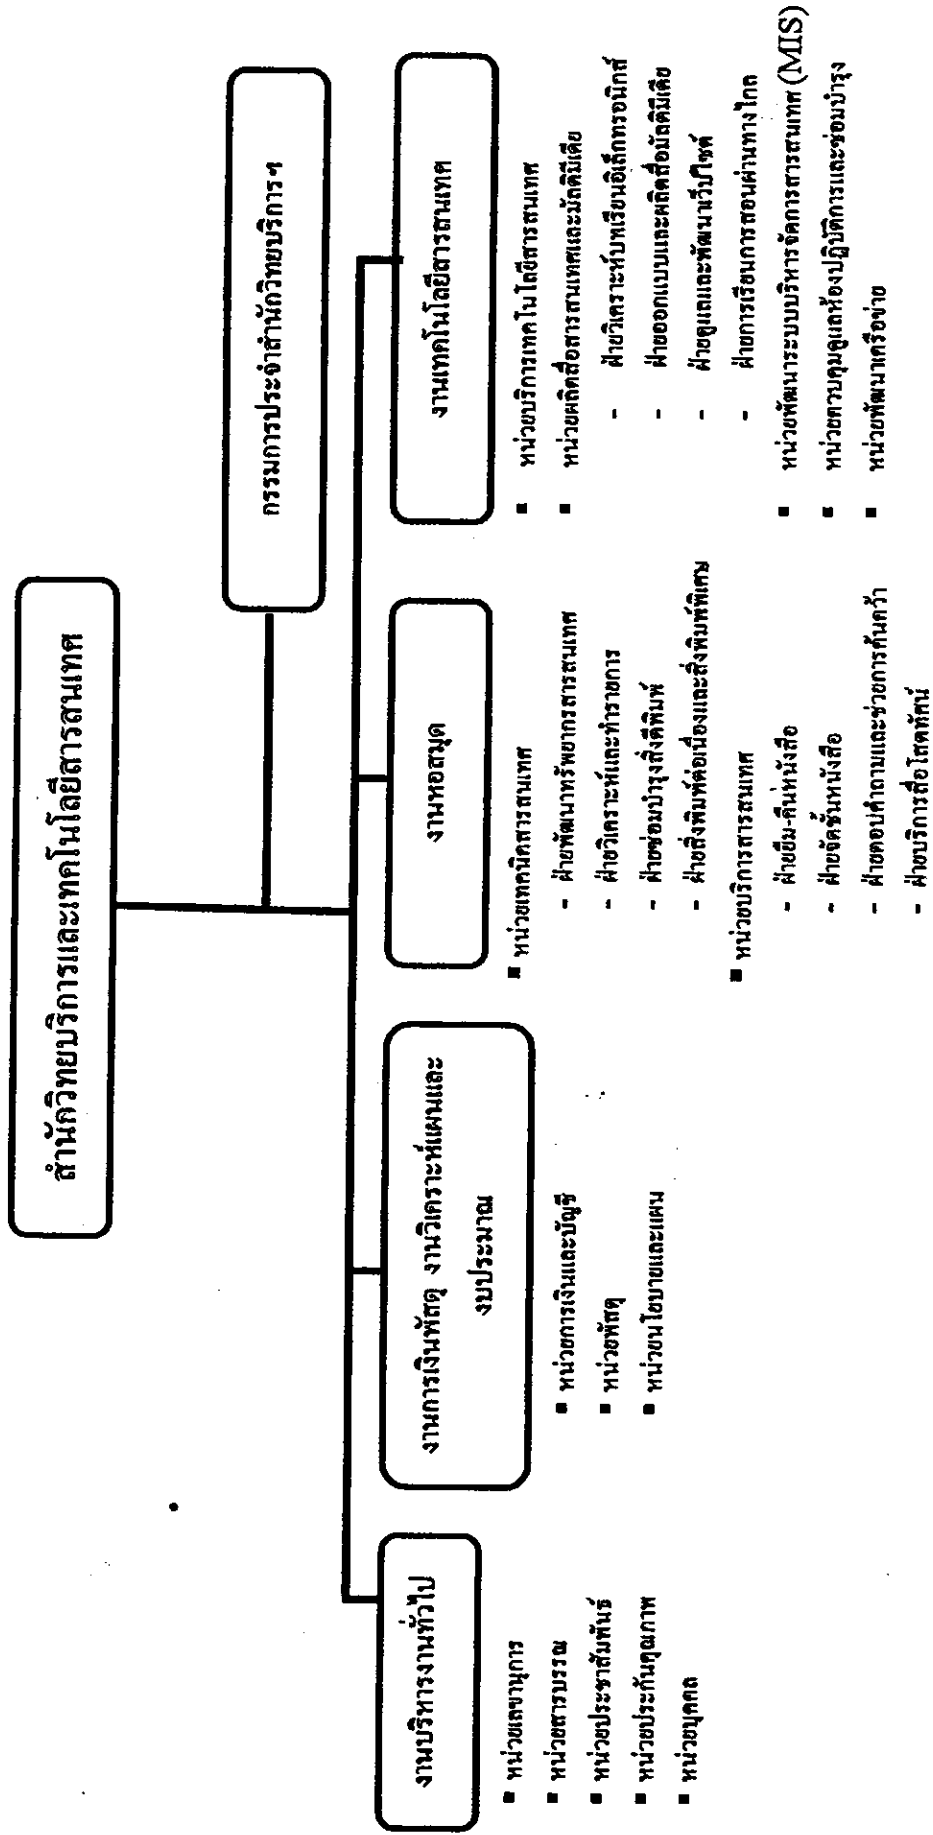 สำนักวิทยบริการและเทคโนโลยีสารสนเทศ
กรรมการประจำสำนักวิทยบริการฯ
งานบริหารงานทั่วไป
■ หน่วยเลขานุการ
■ หน่วยสารบรรณ
■ หน่วยประชาสัมพันธ์
■ หน่วยประกันคุณภาพ
■ หน่วยบุคคล
งานการเงินพัสดุ งานวิเคราะห์แผนและ
งบประมาณ
■ หน่วยการเงินและบัญชี
■ หน่วยพัสดุ
■ หน่วยนโยบายและแผน
งานหอสมุด
■ หน่วยเทคนิคสารสนเทศ
- ฝ่ายพัฒนาทรัพยากรสารสนเทศ
- ฝ่ายวิเคราะห์และทำรายการ
- ฝ่ายซ่อมบำรุงสิ่งตีพิมพ์
- ฝ่ายสิ่งพิมพ์ต่อเนื่องและสิ่งพิมพ์พิเศษ
■ หน่วยบริการสารสนเทศ
- ฝ่ายยืม-คืนหนังสือ
- ฝ่ายจัดชั้นหนังสือ
- ฝ่ายตอบคำถามและช่วยการค้นคว้า
- ฝ่ายบริการสื่อโสตทัศน์
งานเทคโนโลยีสารสนเทศ
■ หน่วยบริการเทคโนโลยีสารสนเทศ
■ หน่วยผลิตสื่อสารสนเทศและมัลติมีเดีย
- ฝ่ายวิเคราะห์บทเรียนอิเล็กทรอนิกส์
- ฝ่ายออกแบบและผลิตสื่อมัลติมีเดีย
- ฝ่ายดูแลและพัฒนาเว็บไซต์
- ฝ่ายการเรียนการสอนผ่านทางไกล
■ หน่วยพัฒนาระบบบริหารจัดการสารสนเทศ (MIS)
■ หน่วยควบคุมดูแลห้องปฏิบัติการและซ่อมบำรุง
■ หน่วยพัฒนาเครือข่าย